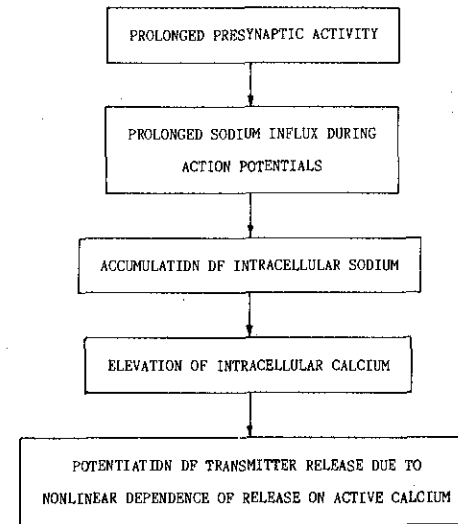 PROLONGED PRESYNAPTIC ACTIVITY
PROLONGED SODIUM INFLUX DURING
ACTION POTENTIALS
ACCUMULATIDN DF INTRACELLULAR SODIUM
ELEVATION OF INTRACELLULAR CALCIUM
POTENTIATIDN DF TRANSMITTER RELEASE DUE TO
NONLINEAR DEPENDENCE OF RELEASE ON ACTIVE CALCIUM